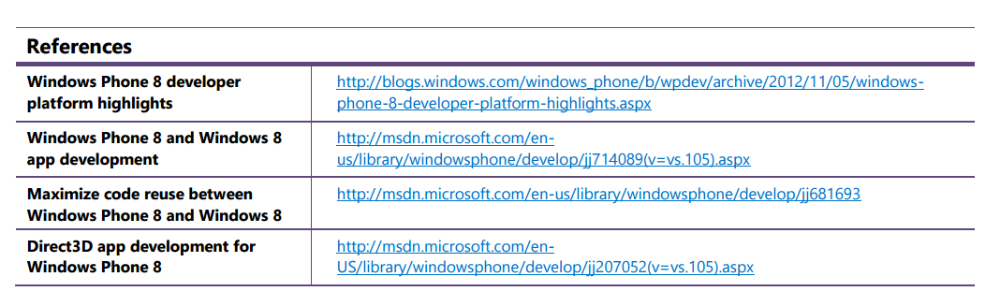 References
Windows Phone 8 developer
platform highlights
http://blogs.windows.com/windows_phone/b/wpdev/archive/2012/11/05/windows-
phone-8-developer-platform-highlights.aspx
Windows Phone 8 and Windows 8
app development
http://msdn.microsoft.com/en-
us/library/windowsphone/develop/jj714089(v=vs.105).aspx
Maximize code reuse between
Windows Phone 8 and Windows 8
http://msdn.microsoft.com/en-us/library/windowsphone/develop/jj681693
Direct3D app development for
Windows Phone 8
http://msdn.microsoft.com/en-
US/library/windowsphone/develop/jj207052(v=vs.105).aspx